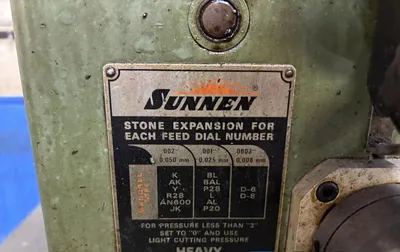 SUNNEN
STONE EXPANSION FOR
EACH FEED DIAL NUMBER
.002" .001" .0003"
0.050 mm 0.025 mm 0.008 mm
K BL
AK BAL
Y P28 D-6
R28 L D-8
AN600 AL
JK P20
FOR PRESSURE LESS THAN "2"
SET TO "0" AND USE
LIGHT CUTTING PRESSURE
HEAVY